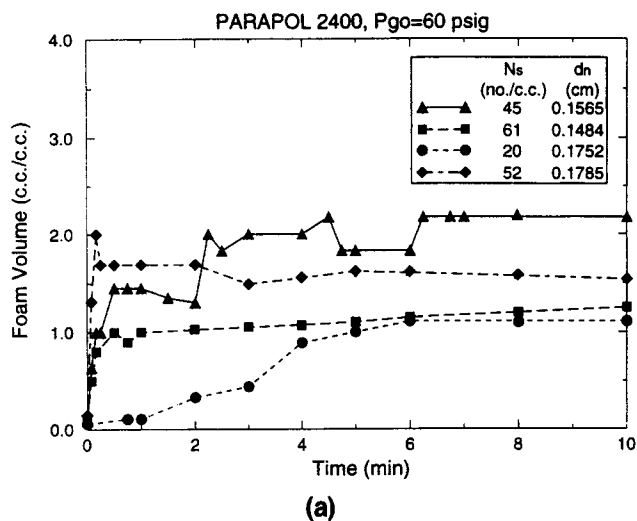 PARAPOL 2400, Pgo=60 psig
4.0
3.0
2.0
1.0
0.0
Foam Volume (c.c./c.c.)
Ns dn
(no./c.c.) (cm)
45 0.1565
61 0.1484
20 0.1752
52 0.1785
0 2 4 6 8 10
Time (min)
(a)